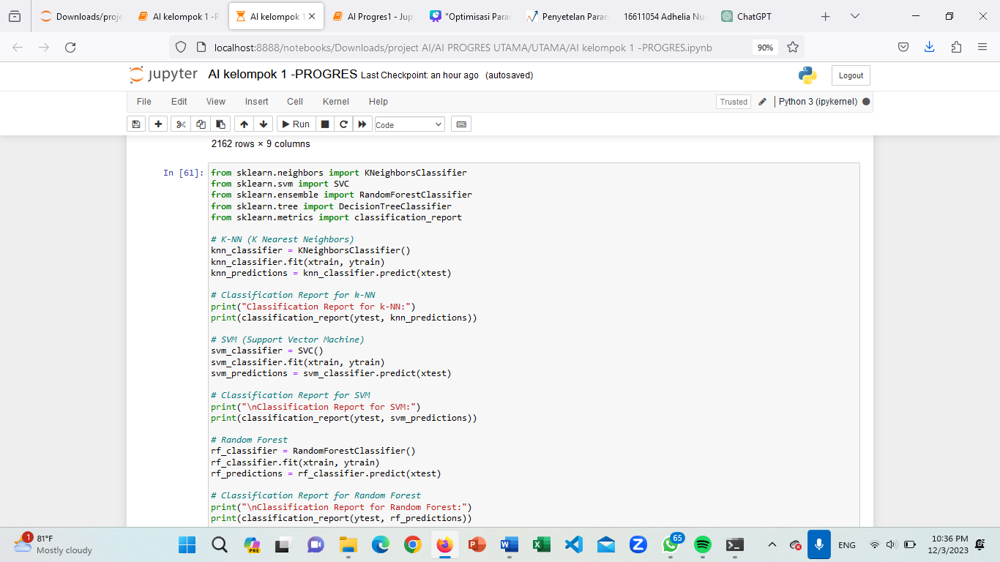 Downloads/proje
AI kelompok 1 -P
AI kelompok 1
AI Progres1 - Jup
"Optimisasi Para
Penyetelan Paran
16611054 Adhelia Nu
ChatGPT
localhost:8888/notebooks/Downloads/project AI/AI PROGRES UTAMA/UTAMA/AI kelompok 1 -PROGRES.ipynb
90%
jupyter AI kelompok 1 -PROGRES Last Checkpoint: an hour ago (autosaved)
Logout
File Edit View Insert Cell Kernel Help
Trusted
Python 3 (ipykernel)
Run
Code
2162 rows × 9 columns
In [61]:
from sklearn.neighbors import KNeighborsClassifier
from sklearn.svm import SVC
from sklearn.ensemble import RandomForestClassifier
from sklearn.tree import DecisionTreeClassifier
from sklearn.metrics import classification_report
# K-NN (K Nearest Neighbors)
knn_classifier = KNeighborsClassifier()
knn_classifier.fit(xtrain, ytrain)
knn_predictions = knn_classifier.predict(xtest)
# Classification Report for k-NN
print("Classification Report for k-NN:")
print(classification_report(ytest, knn_predictions))
# SVM (Support Vector Machine)
svm_classifier = SVC()
svm_classifier.fit(xtrain, ytrain)
svm_predictions = svm_classifier.predict(xtest)
# Classification Report for SVM
print("\nClassification Report for SVM:")
print(classification_report(ytest, svm_predictions))
# Random Forest
rf_classifier = RandomForestClassifier()
rf_classifier.fit(xtrain, ytrain)
rf_predictions = rf_classifier.predict(xtest)
# Classification Report for Random Forest
print("\nClassification Report for Random Forest:")
print(classification_report(ytest, rf_predictions))
1
81°F
Mostly cloudy
PRE
65
ENG
10:36 PM
12/3/2023